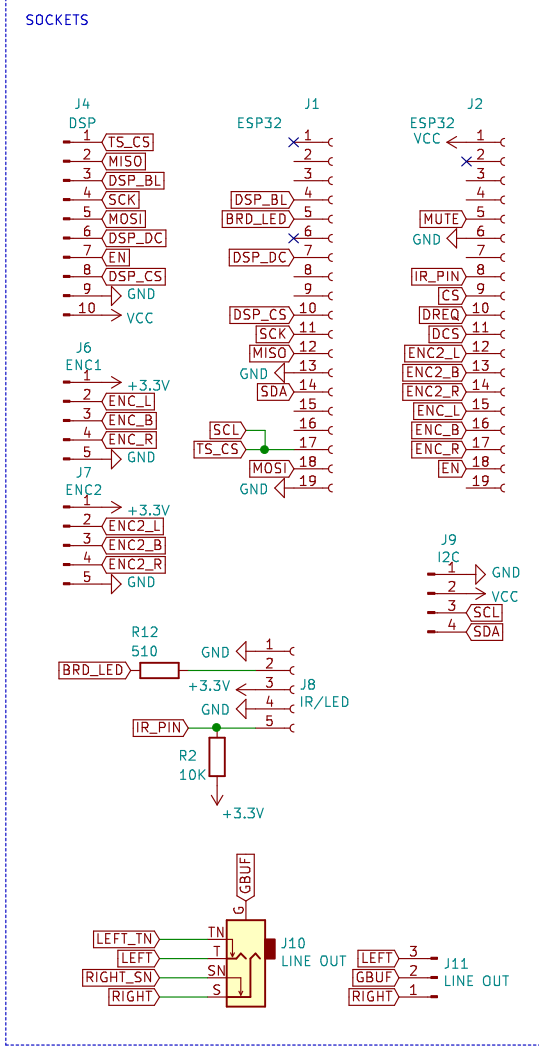 SOCKETS
J4
DSP
1 TS_CS
2 MISO
3 DSP_BL
4 SCK
5 MOSI
6 DSP_DC
7 EN
8 DSP_CS
9 GND
10 VCC
J6
ENC1
1 +3.3V
2 ENC_L
3 ENC_B
4 ENC_R
5 GND
J7
ENC2
1 +3.3V
2 ENC2_L
3 ENC2_B
4 ENC2_R
5 GND
J1
ESP32
1
2
3
DSP_BL 4
BRD_LED 5
6
DSP_DC 7
8
9
DSP_CS 10
SCK 11
MISO 12
GND 13
SDA 14
15
SCL 16
TS_CS 17
MOSI 18
GND 19
J2
ESP32
VCC 1
2
3
4
MUTE 5
GND 6
7
IR_PIN 8
CS 9
DREQ 10
DCS 11
ENC2_L 12
ENC2_B 13
ENC2_R 14
ENC_L 15
ENC_B 16
ENC_R 17
EN 18
19
J9
I2C
1 GND
2 VCC
3 SCL
4 SDA
R12
510
BRD_LED
GND 1
2
+3.3V 3
GND 4
5
J8
IR/LED
IR_PIN
R2
10K
+3.3V
GBUF
G
LEFT_TN TN
LEFT T
RIGHT_SN SN
RIGHT S
J10
LINE OUT
LEFT 3
GBUF 2
RIGHT 1
J11
LINE OUT